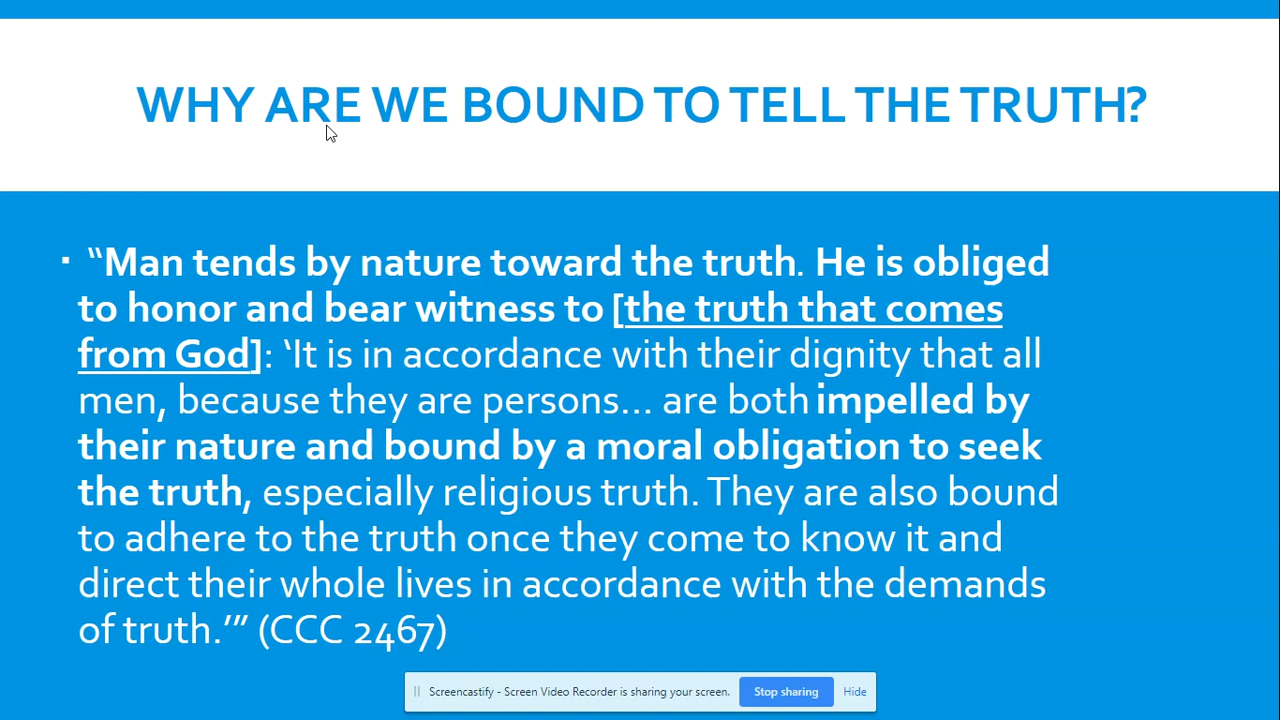 WHY ARE WE BOUND TO TELL THE TRUTH?
▪ “Man tends by nature toward the truth. He is obliged
to honor and bear witness to [the truth that comes
from God]: ‘It is in accordance with their dignity that all
men, because they are persons… are both impelled by
their nature and bound by a moral obligation to seek
the truth, especially religious truth. They are also bound
to adhere to the truth once they come to know it and
direct their whole lives in accordance with the demands
of truth.’” (CCC 2467)
Screencastify - Screen Video Recorder is sharing your screen. Stop sharing Hide